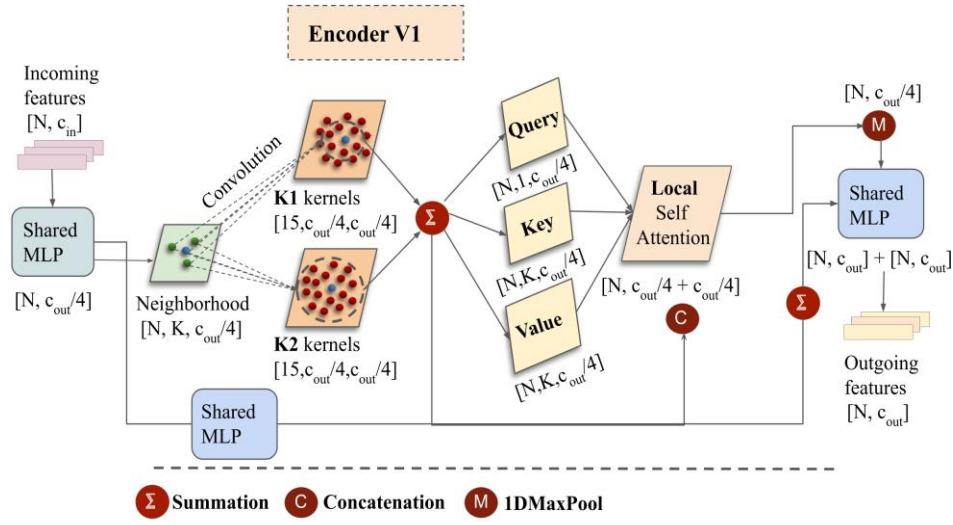 Encoder V1
Incoming
features
[N, c_in]
Shared
MLP
[N, c_out/4]
Convolution
Neighborhood
[N, K, c_out/4]
K1 kernels
[15,c_out/4,c_out/4]
K2 kernels
[15,c_out/4,c_out/4]
Shared
MLP
Σ
Query
[N,1,c_out/4]
Key
[N,K,c_out/4]
Value
[N,K,c_out/4]
Local
Self
Attention
[N, c_out/4 + c_out/4]
C
[N, c_out/4]
M
Shared
MLP
[N, c_out] + [N, c_out]
Σ
Outgoing
features
[N, c_out]
Σ Summation
C Concatenation
M 1DMaxPool